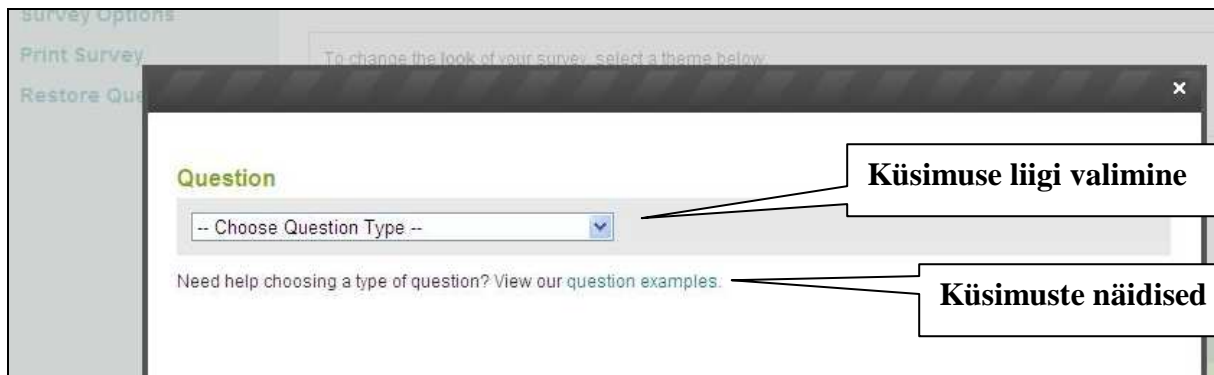 Survey Options
Print Survey
To change the look of your survey, select a theme below.
Restore Que
×
Question
Küsimuse liigi valimine
-- Choose Question Type --
Need help choosing a type of question? View our question examples.
Küsimuste näidised